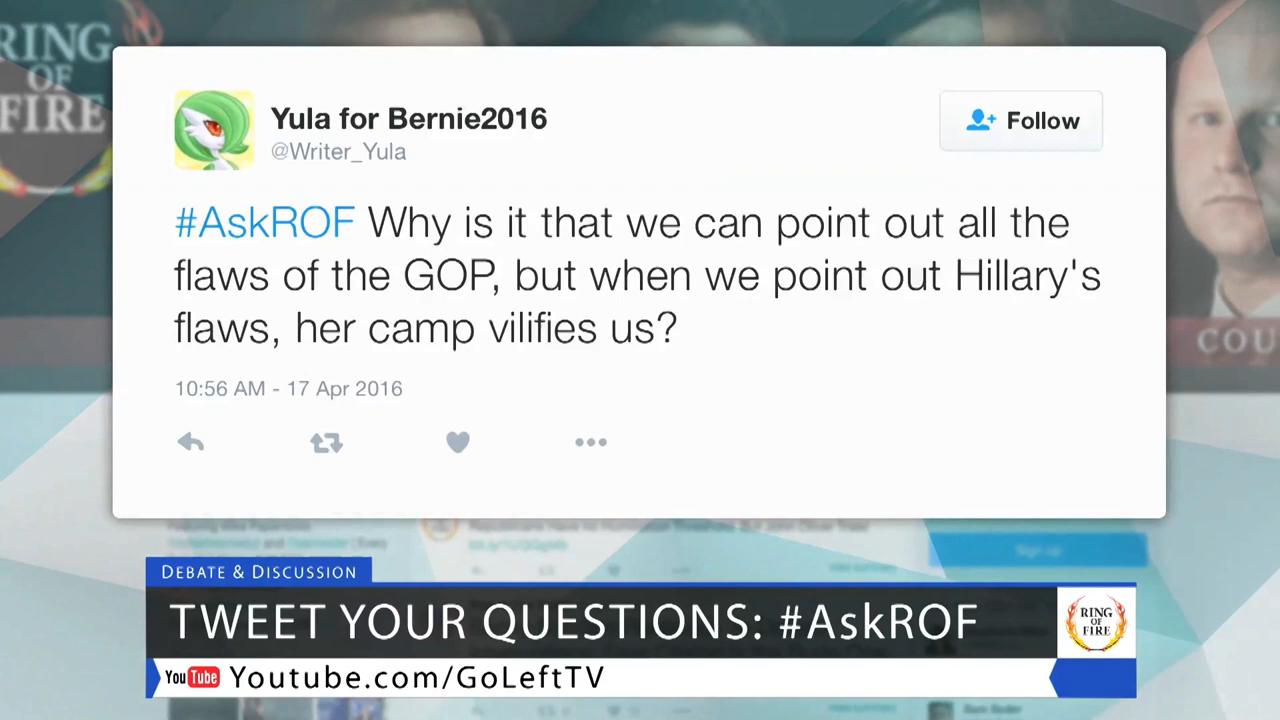 RING
OF
FIRE
Yula for Bernie2016
@Writer_Yula
Follow
#AskROF Why is it that we can point out all the
flaws of the GOP, but when we point out Hillary's
flaws, her camp vilifies us?
10:56 AM - 17 Apr 2016
COU
DEBATE & DISCUSSION
TWEET YOUR QUESTIONS: #AskROF
RING
OF
FIRE
YouTube Youtube.com/GoLeftTV